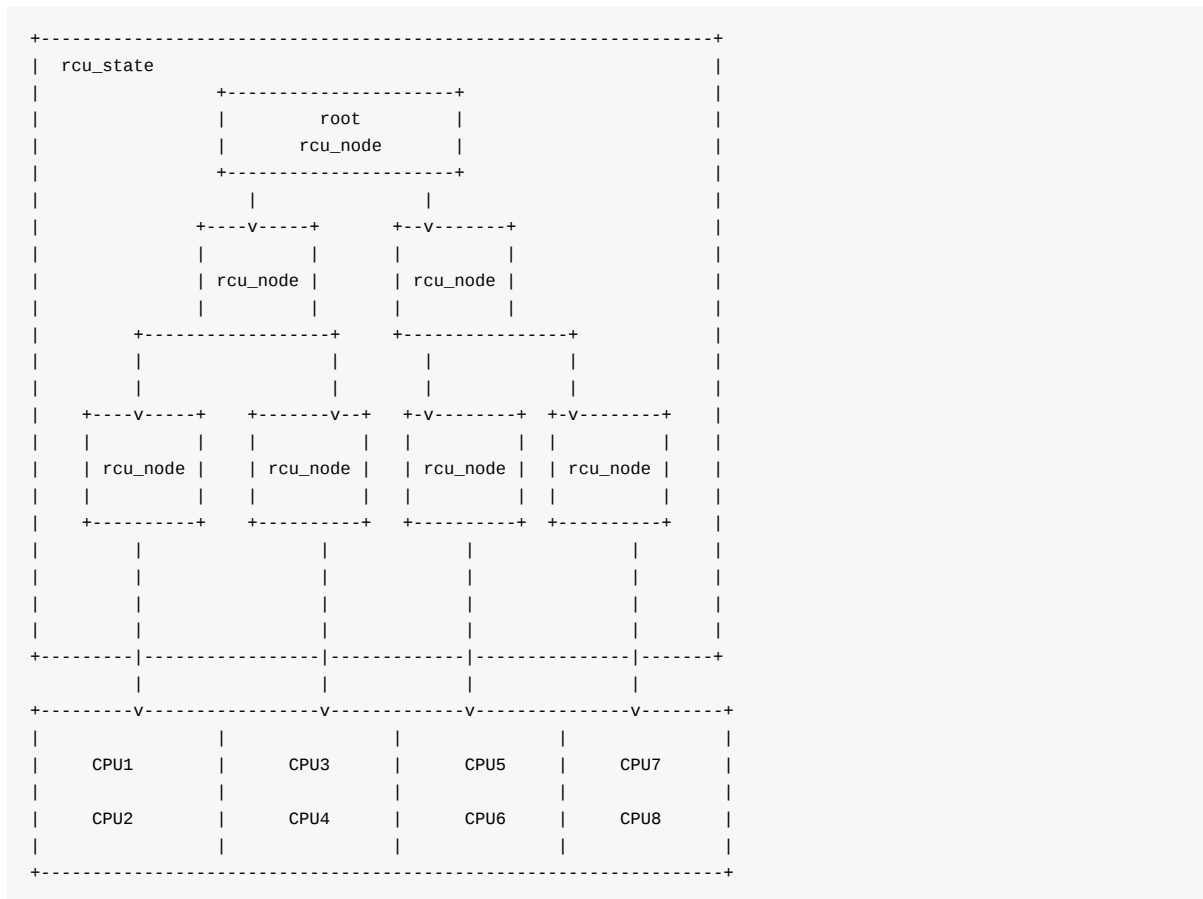 rcu_state
root
rcu_node
rcu_node rcu_node
rcu_node rcu_node rcu_node rcu_node
CPU1 CPU3 CPU5 CPU7
CPU2 CPU4 CPU6 CPU8